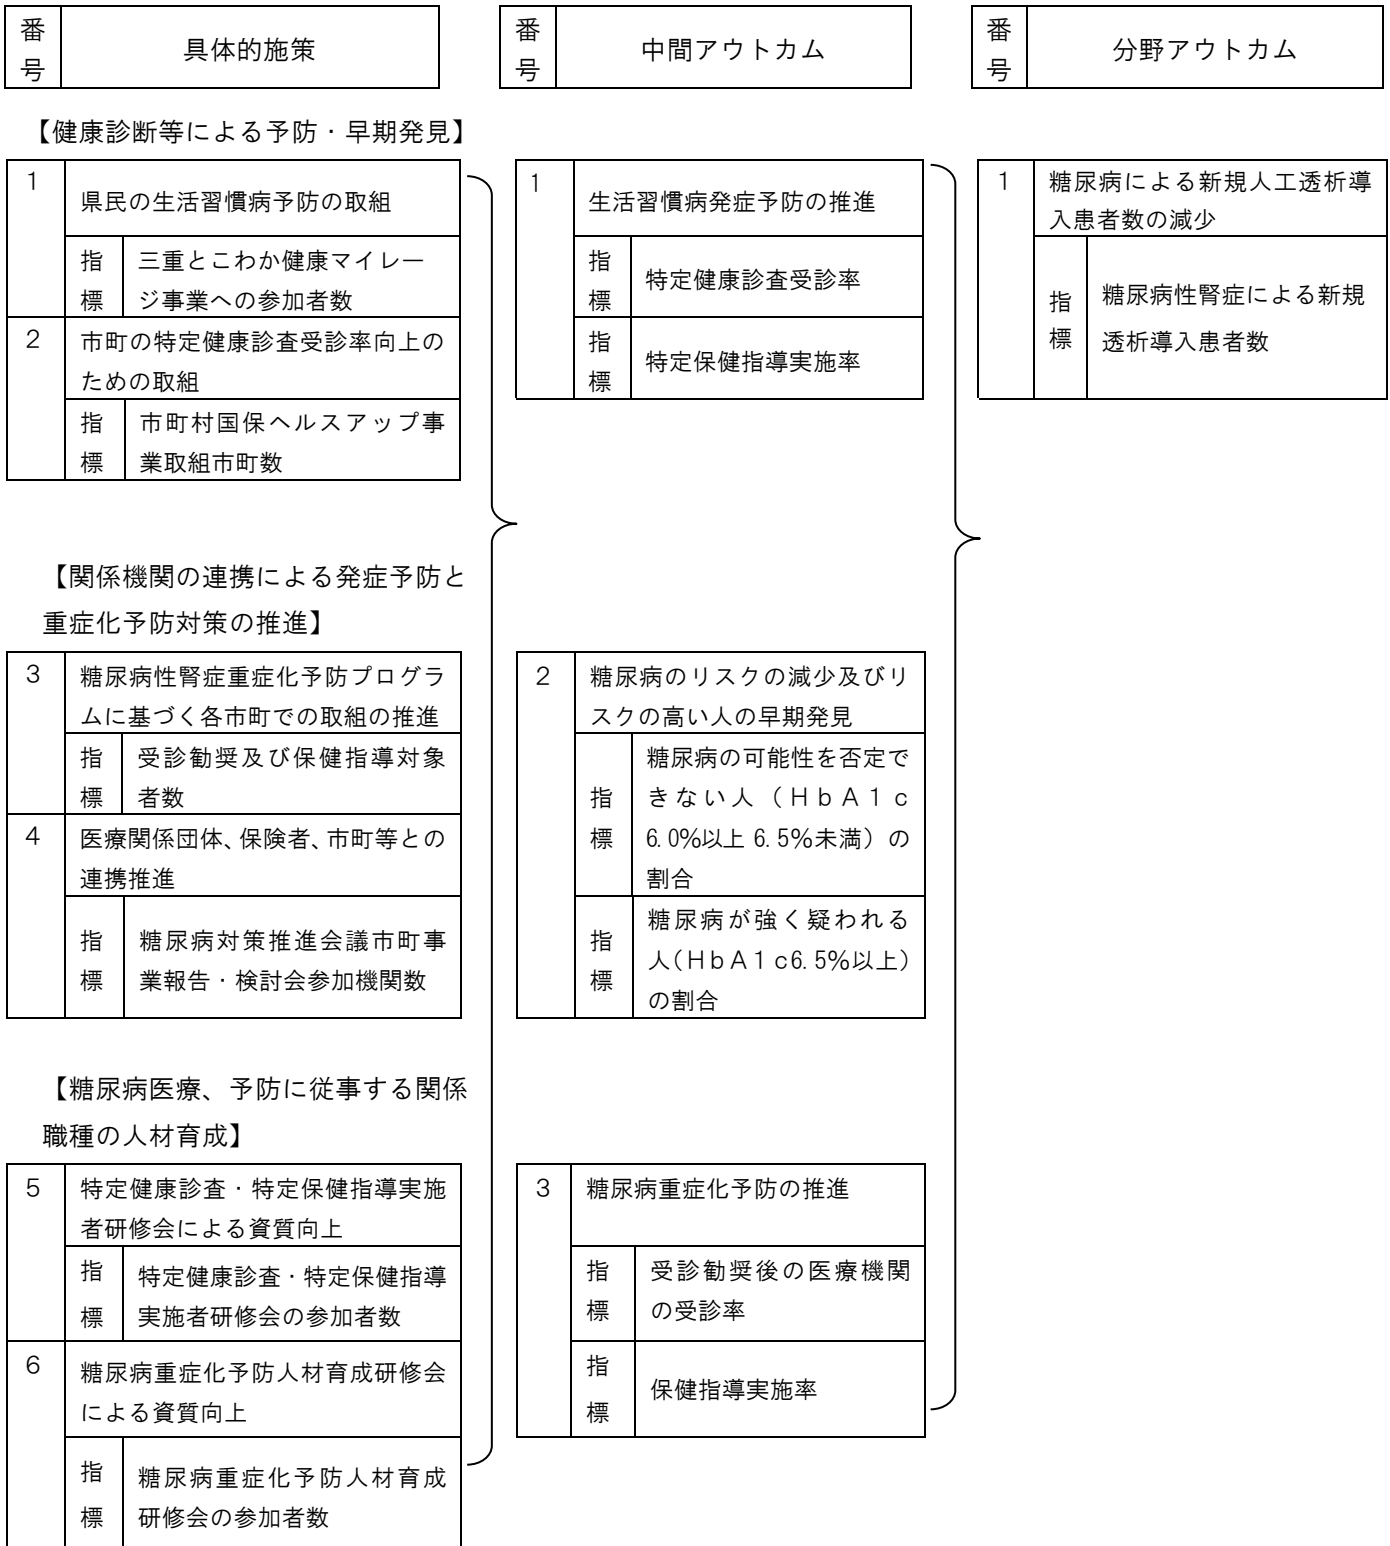 番号
具体的施策
番号
中間アウトカム
番号
分野アウトカム
【健康診断等による予防・早期発見】
1
県民の生活習慣病予防の取組
指標
三重とこわか健康マイレー
ジ事業への参加者数
2
市町の特定健康診査受診率向上の
ための取組
指標
市町村国保ヘルスアップ事
業取組市町数
1
生活習慣病発症予防の推進
指標
特定健康診査受診率
指標
特定保健指導実施率
1
糖尿病による新規人工透析導
入患者数の減少
指標
糖尿病性腎症による新規
透析導入患者数
【関係機関の連携による発症予防と
重症化予防対策の推進】
3
糖尿病性腎症重症化予防プログラ
ムに基づく各市町での取組の推進
指標
受診勧奨及び保健指導対象
者数
4
医療関係団体、保険者、市町等との
連携推進
指標
糖尿病対策推進会議市町事
業報告・検討会参加機関数
2
糖尿病のリスクの減少及びリ
スクの高い人の早期発見
指標
糖尿病の可能性を否定で
きない人（ＨｂＡ１ｃ
6.0%以上 6.5%未満）の
割合
指標
糖尿病が強く疑われる
人（ＨｂＡ１ｃ6.5%以上）
の割合
【糖尿病医療、予防に従事する関係
職種の人材育成】
5
特定健康診査・特定保健指導実施
者研修会による資質向上
指標
特定健康診査・特定保健指導
実施者研修会の参加者数
6
糖尿病重症化予防人材育成研修会
による資質向上
指標
糖尿病重症化予防人材育成
研修会の参加者数
3
糖尿病重症化予防の推進
指標
受診勧奨後の医療機関
の受診率
指標
保健指導実施率